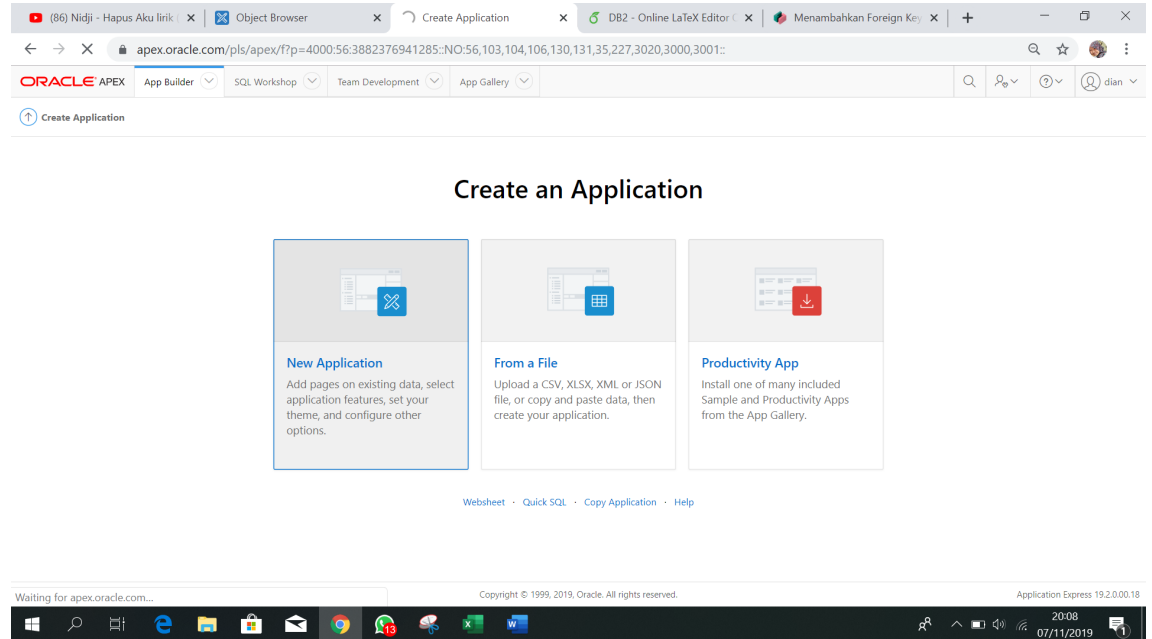 (86) Nidji - Hapus Aku lirik (
Object Browser
Create Application
DB2 - Online LaTeX Editor
Menambahkan Foreign Key
apex.oracle.com/pls/apex/f?p=4000:56:3882376941285::NO:56,103,104,106,130,131,35,227,3020,3000,3001::
ORACLE APEX
App Builder
SQL Workshop
Team Development
App Gallery
dian
Create Application
Create an Application
New Application
Add pages on existing data, select
application features, set your
theme, and configure other
options.
From a File
Upload a CSV, XLSX, XML or JSON
file, or copy and paste data, then
create your application.
Productivity App
Install one of many included
Sample and Productivity Apps
from the App Gallery.
Websheet · Quick SQL · Copy Application · Help
Waiting for apex.oracle.com...
Copyright © 1999, 2019, Oracle. All rights reserved.
Application Express 19.2.0.00.18
13
20:08
07/11/2019
1